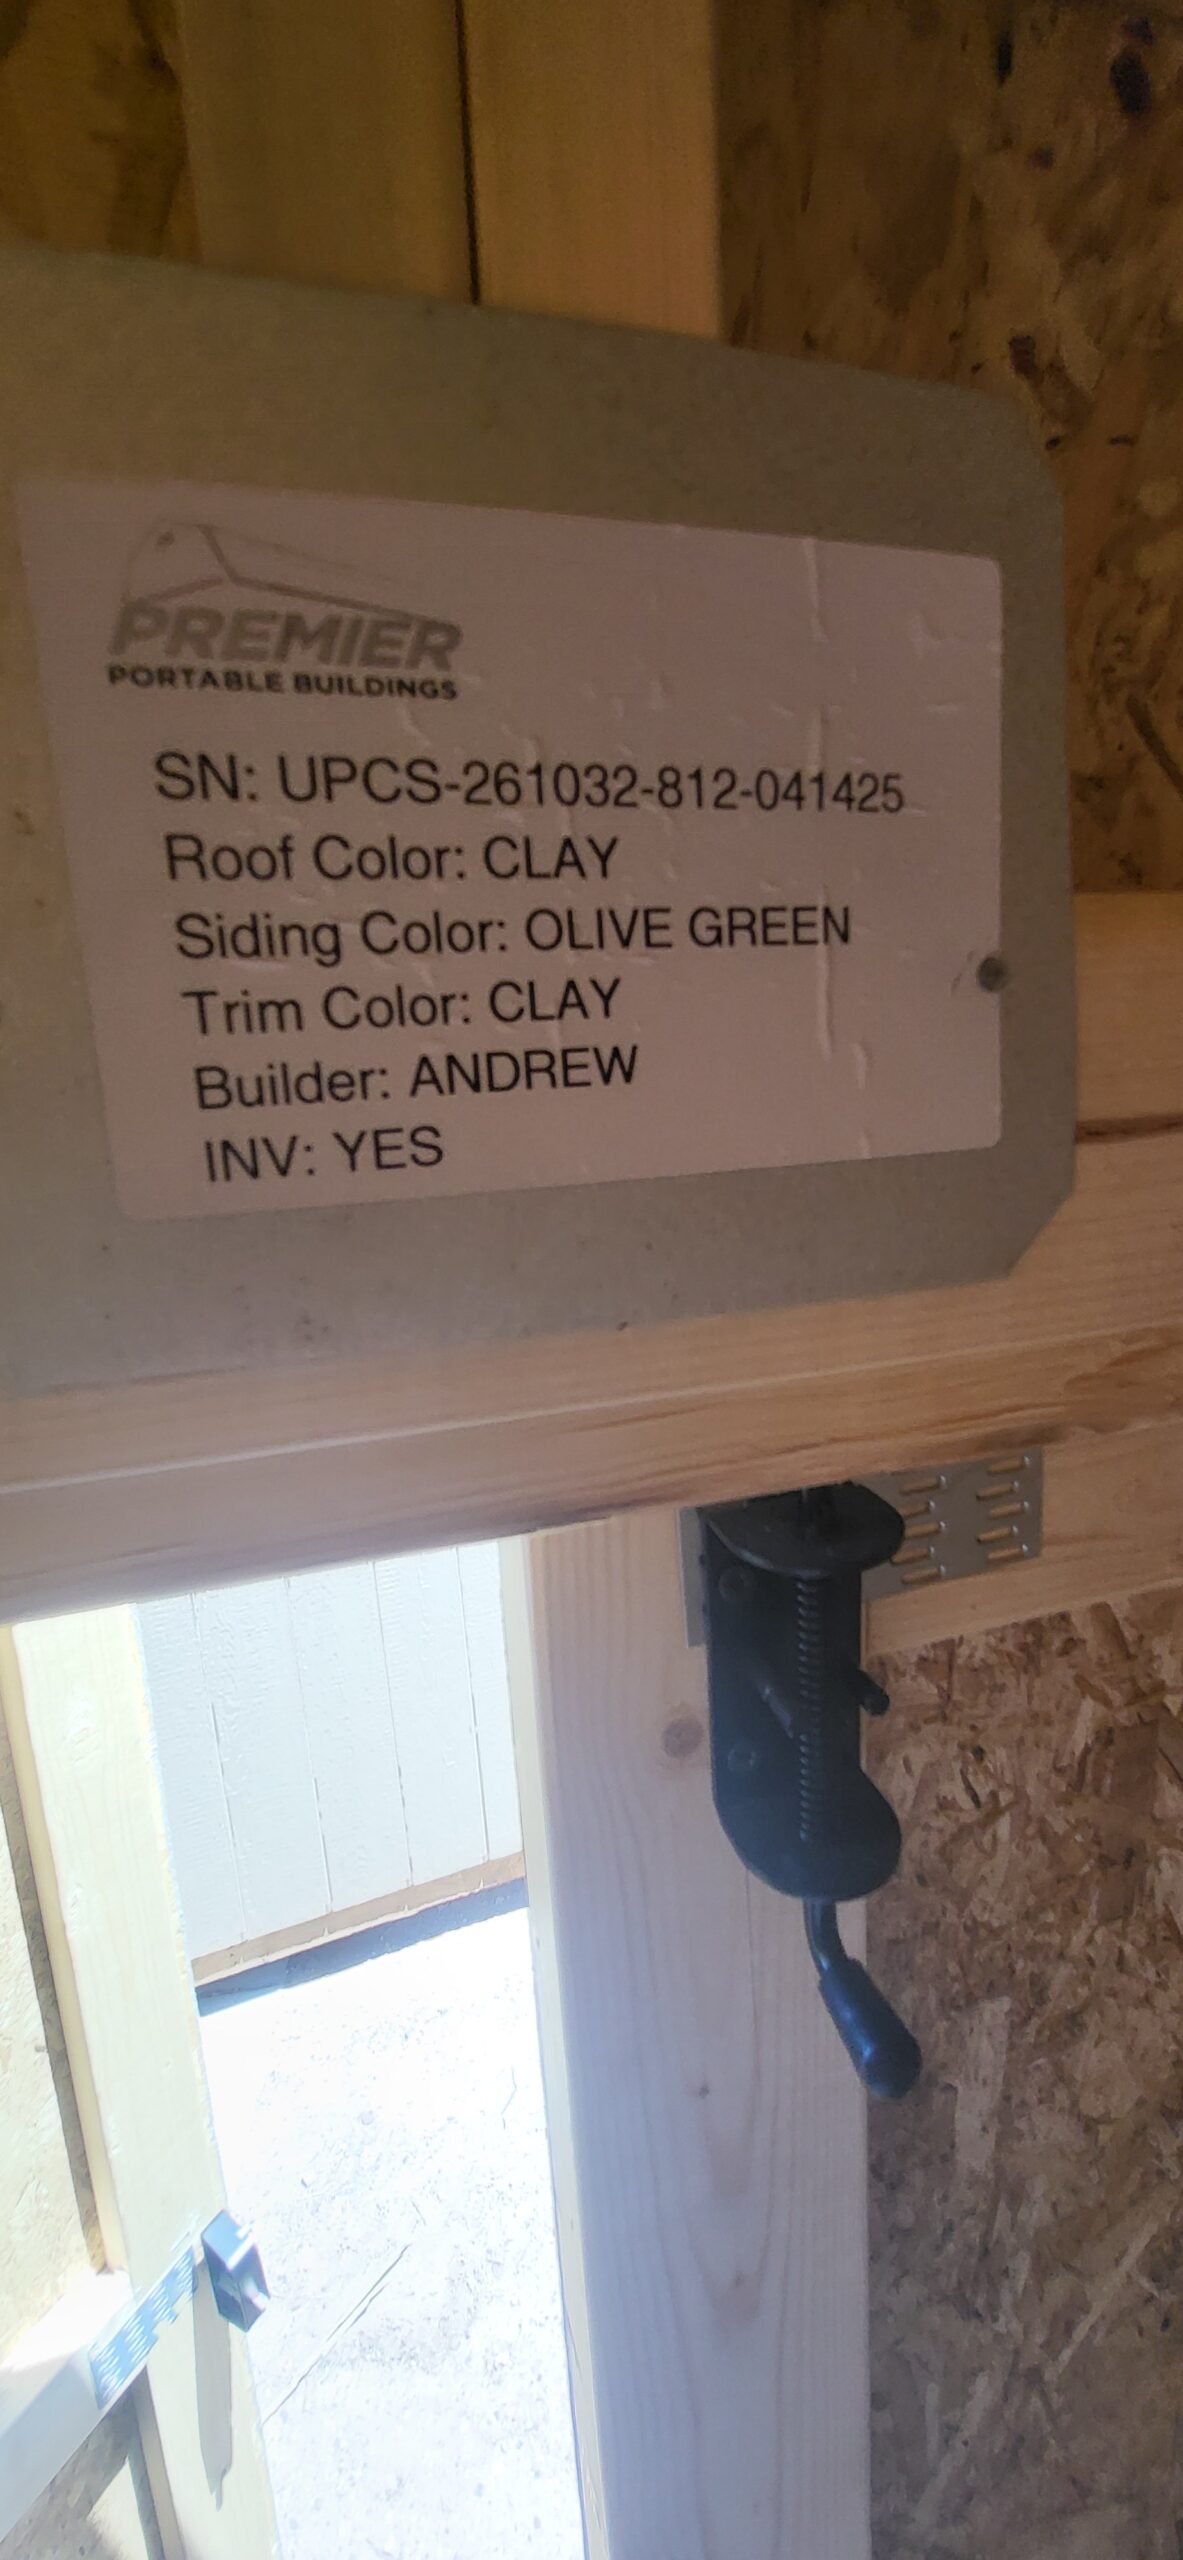 PREMIER
PORTABLE BUILDINGS
SN: UPCS-261032-812-041425
Roof Color: CLAY
Siding Color: OLIVE GREEN
Trim Color: CLAY
Builder: ANDREW
INV: YES